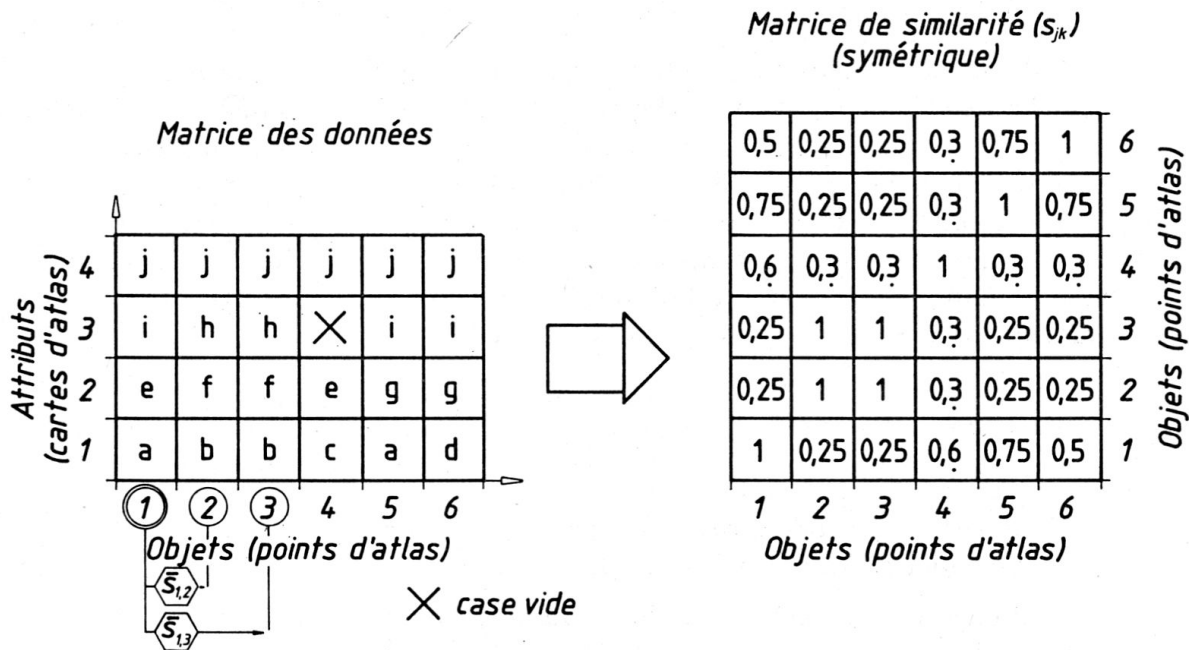 Matrice de similarité (sjk)
(symétrique)
Matrice des données
Attributs
(cartes d'atlas)
4 j j j j j j
3 i h h i i
2 e f f e g g
1 a b b c a d
1 2 3 4 5 6
Objets (points d'atlas)
s̄1,2
s̄1,3
case vide
0,5 0,25 0,25 0,3̣ 0,75 1 6
0,75 0,25 0,25 0,3̣ 1 0,75 5
0,6̣ 0,3̣ 0,3̣ 1 0,3̣ 0,3̣ 4
0,25 1 1 0,3̣ 0,25 0,25 3
0,25 1 1 0,3̣ 0,25 0,25 2
1 0,25 0,25 0,6̣ 0,75 0,5 1
1 2 3 4 5 6
Objets (points d'atlas)
Objets (points d'atlas)